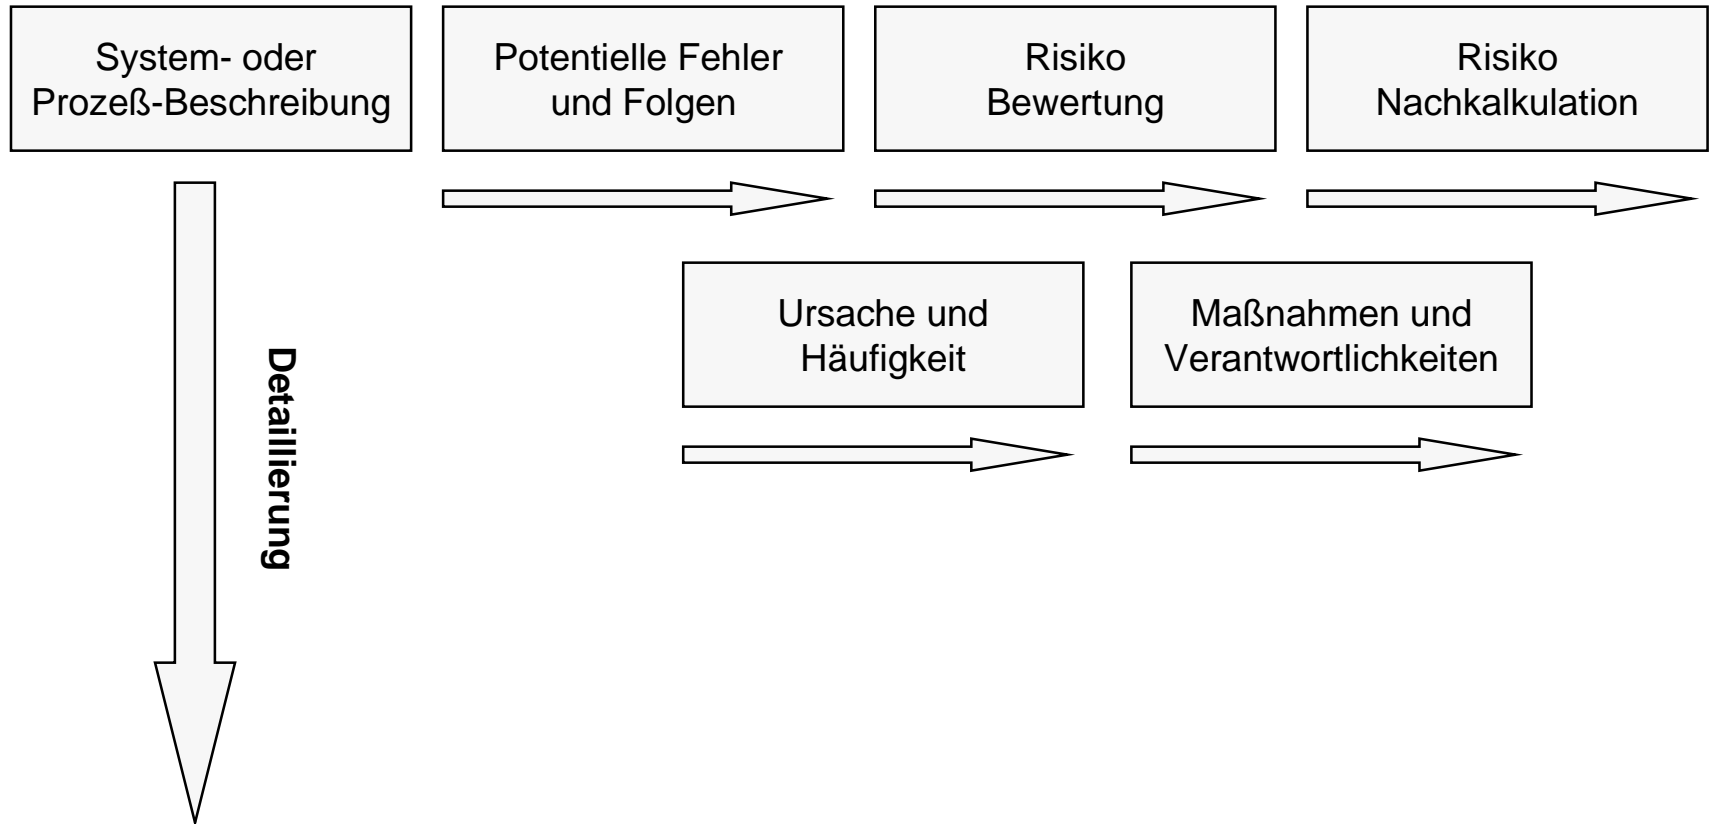 System- oder
Prozeß-Beschreibung
Potentielle Fehler
und Folgen
Risiko
Bewertung
Risiko
Nachkalkulation
Ursache und
Häufigkeit
Maßnahmen und
Verantwortlichkeiten
Detaillierung